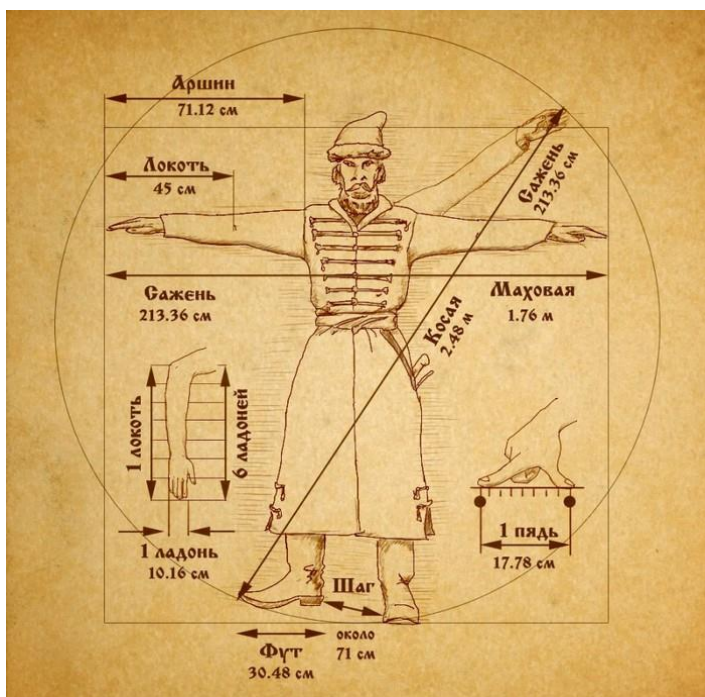 Аршин
71.12 см
Локоть
45 см
Сажень
213.36 см
Сажень
213.36 см
Маховая
1.76 м
Косая
2.48 м
1 локоть
6 ладоней
1 ладонь
10.16 см
1 пядь
17.78 см
Шаг
около
71 см
Фут
30.48 см